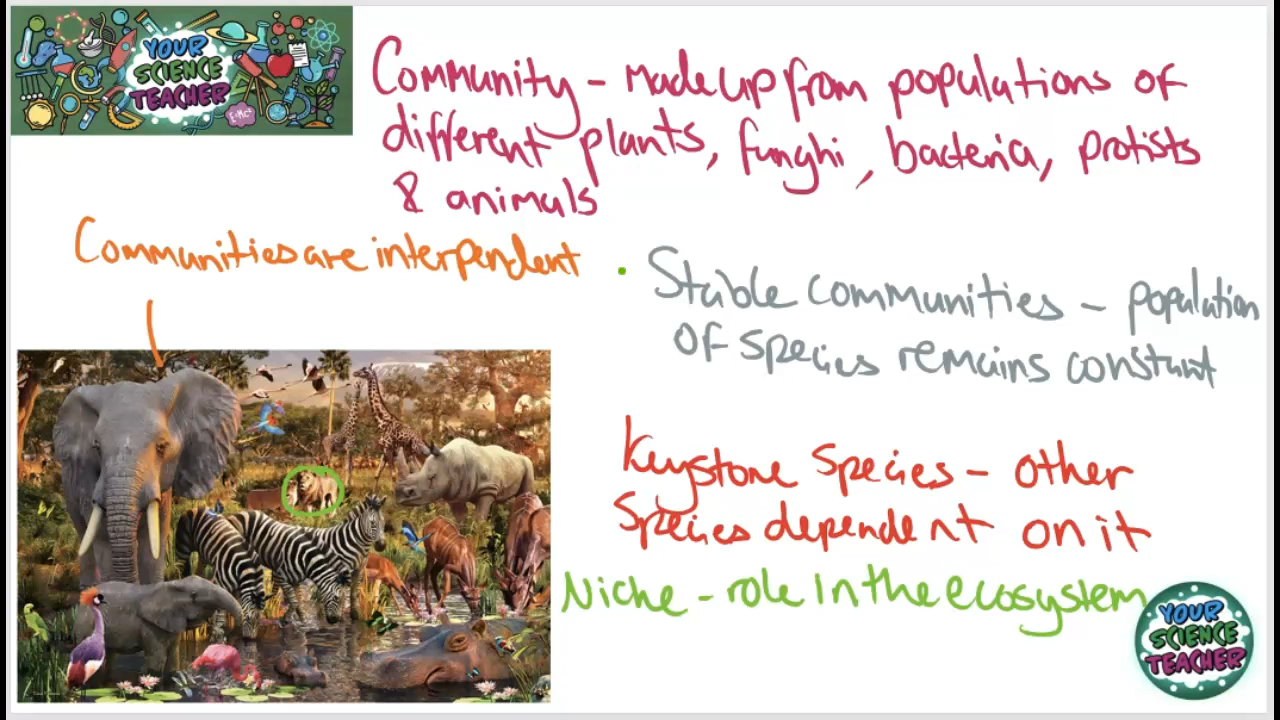 YOUR
SCIENCE
TEACHER
E=MC²
Community - Made up from populations of
different plants, funghi, bacteria, protists
& animals
Communities are interpendent
Stable communities - population
of species remains constant
Keystone Species - other
Species dependent on it
Niche - role in the ecosystem
YOUR
SCIENCE
TEACHER